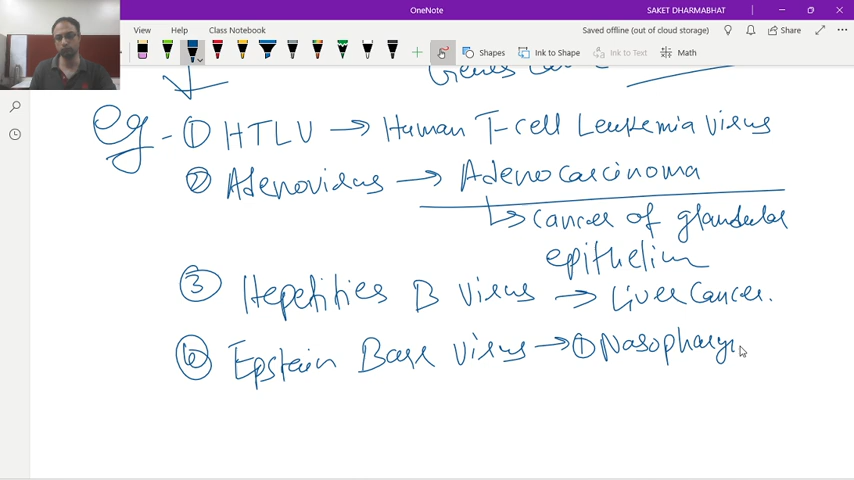 OneNote
SAKET DHARMABHAT
View Help Class Notebook
Saved offline (out of cloud storage)
Share
Shapes
Ink to Shape
Ink to Text
Math
eg - ① HTLV → Human T-cell Leukemia Virus
② Adenovirus → Adenocarcinoma
↳ Cancer of glandular
epithelium
③ Hepetities B Virus → Liver Cancer.
④ Epstein Barr Virus → ① Nasophary